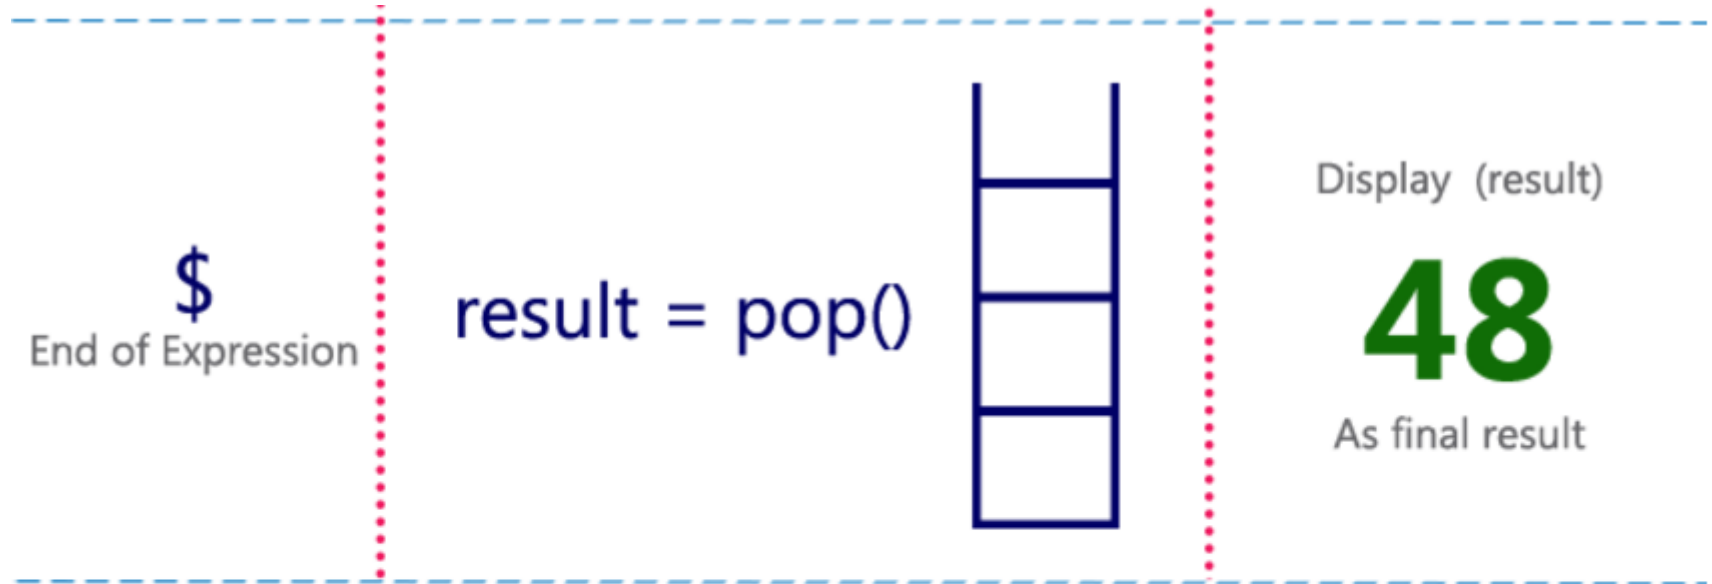 $
End of Expression
result = pop()
Display (result)
48
As final result